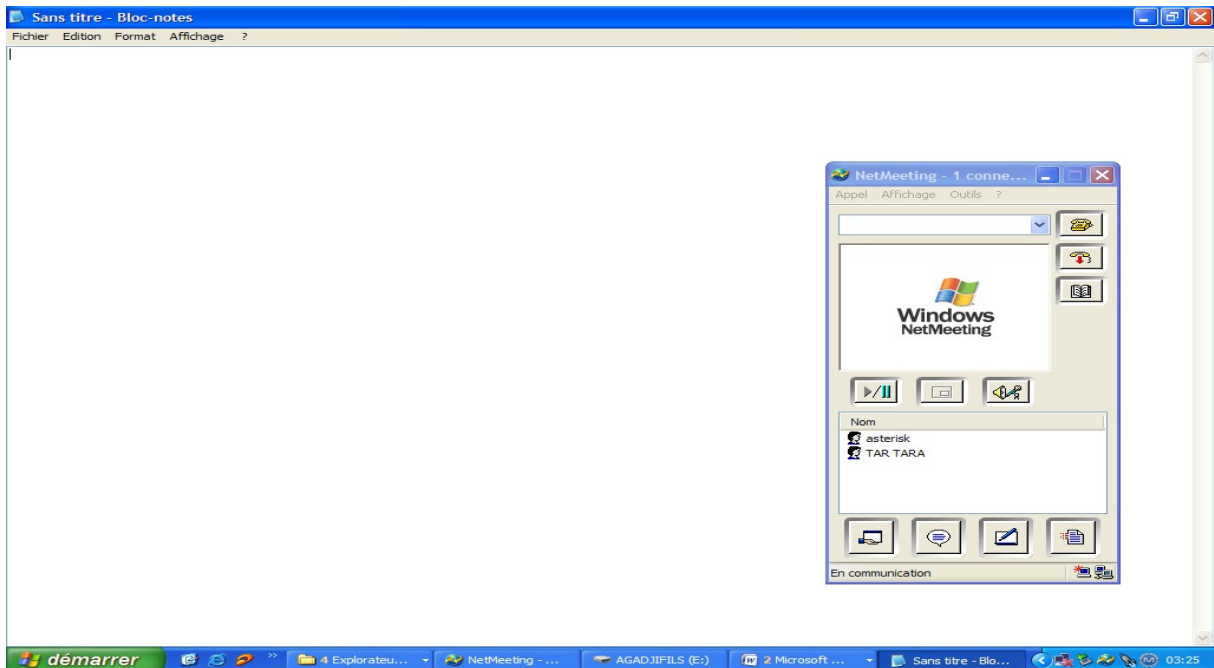 Sans titre - Bloc-notes
Fichier Edition Format Affichage ?
NetMeeting - 1 conne...
Appel Affichage Outils ?
Windows
NetMeeting
Nom
asterisk
TAR TARA
En communication
démarrer
4 Explorateu...
NetMeeting - ...
AGADJIFILS (E:)
2 Microsoft ...
Sans titre - Blo...
03:25